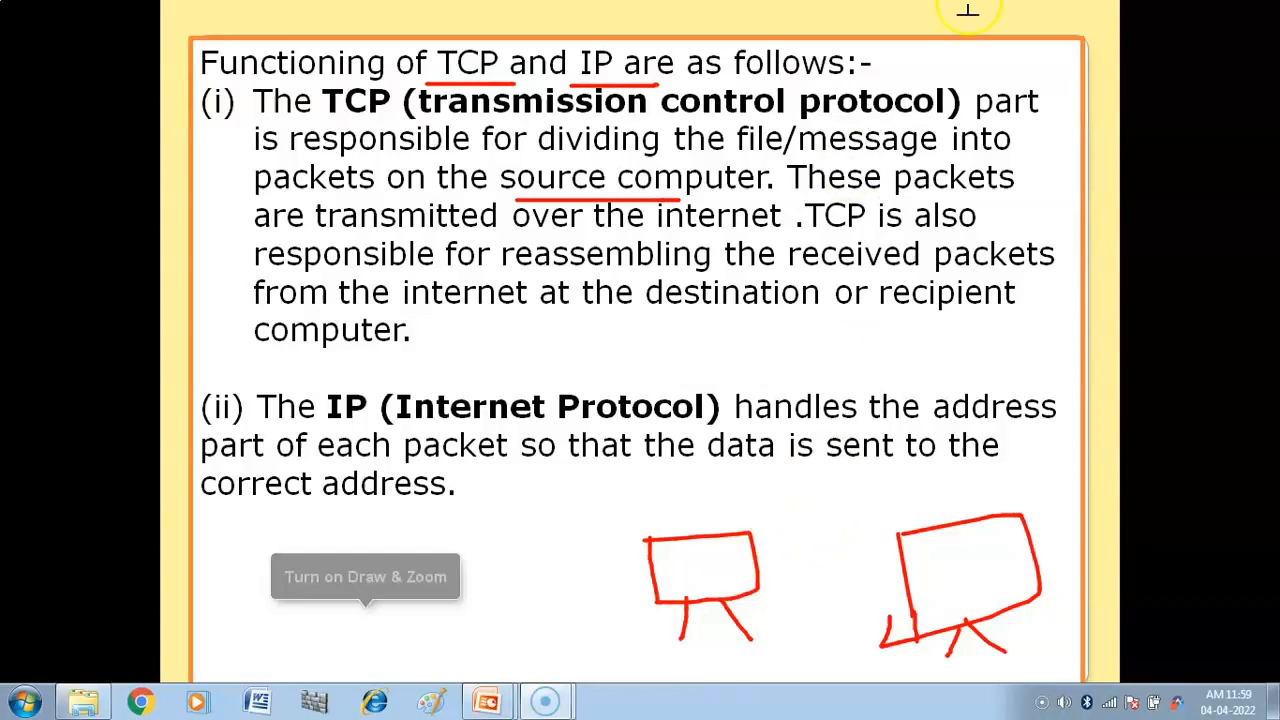 Functioning of TCP and IP are as follows:-
(i) The TCP (transmission control protocol) part
is responsible for dividing the file/message into
packets on the source computer. These packets
are transmitted over the internet .TCP is also
responsible for reassembling the received packets
from the internet at the destination or recipient
computer.
(ii) The IP (Internet Protocol) handles the address
part of each packet so that the data is sent to the
correct address.
Turn on Draw & Zoom
AM 11:59
04-04-2022